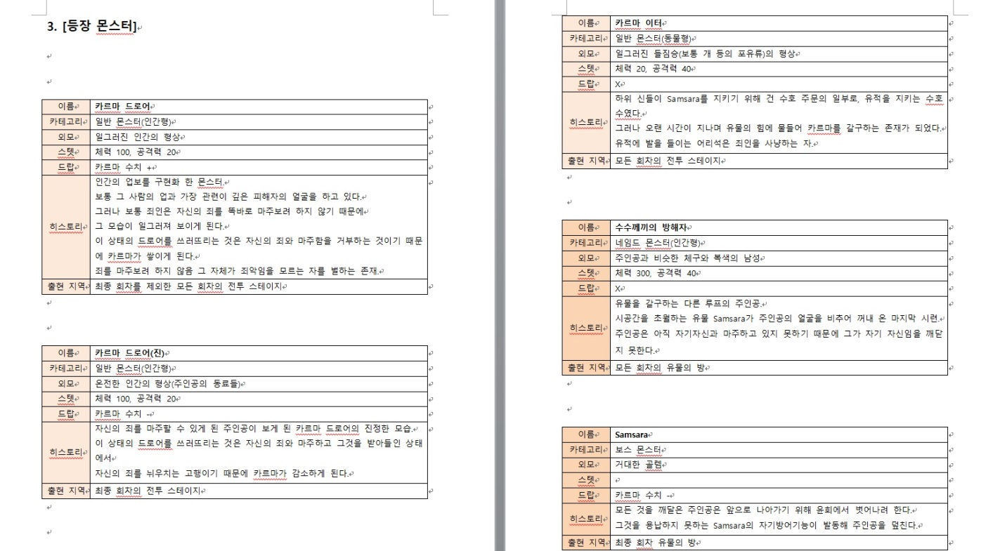 3. [등장 몬스터]
이름 카르마 드로어
카테고리 일반 몬스터(인간형)
외모 일그러진 인간의 형상
스텟 체력 100, 공격력 20
드랍 카르마 수치 +
히스토리
인간의 업보를 구현화 한 몬스터.
보통 그 사람의 업과 가장 관련이 깊은 피해자의 얼굴을 하고 있다.
그러나 보통 죄인은 자신의 죄를 똑바로 마주보려 하지 않기 때문에
그 모습이 일그러져 보이게 된다.
이 상태의 드로어를 쓰러뜨리는 것은 자신의 죄와 마주함을 거부하는 것이기 때문
에 카르마가 쌓이게 된다.
죄를 마주보려 하지 않음 그 자체가 죄악임을 모르는 자를 벌하는 존재.
출현 지역 최종 회차를 제외한 모든 회차의 전투 스테이지
이름 카르마 드로어(진)
카테고리 일반 몬스터(인간형)
외모 온전한 인간의 형상(주인공의 동료들)
스텟 체력 100, 공격력 20
드랍 카르마 수치 -
히스토리
자신의 죄를 마주할 수 있게 된 주인공이 보게 된 카르마 드로어의 진정한 모습.
이 상태의 드로어를 쓰러뜨리는 것은 자신의 죄와 마주하고 그것을 받아들인 상태
에서
자신의 죄를 뉘우치는 고행이기 때문에 카르마가 감소하게 된다.
출현 지역 최종 회차의 전투 스테이지
이름 카르마 이터
카테고리 일반 몬스터(동물형)
외모 일그러진 들짐승(보통 개 등의 포유류)의 형상
스텟 체력 20, 공격력 40
드랍 X
히스토리
하위 신들이 Samsara를 지키기 위해 건 수호 주문의 일부로, 유적을 지키는 수호
수였다.
그러나 오랜 시간이 지나며 유물의 힘에 물들어 카르마를 갈구하는 존재가 되었다.
유적에 발을 들이는 어리석은 죄인을 사냥하는 자.
출현 지역 모든 회차의 전투 스테이지
이름 수수께끼의 방해자
카테고리 네임드 몬스터(인간형)
외모 주인공과 비슷한 체구와 복색의 남성
스텟 체력 300, 공격력 40
드랍 X
히스토리
유물을 갈구하는 다른 루프의 주인공.
시공간을 초월하는 유물 Samsara가 주인공의 얼굴을 비추어 꺼내 온 마지막 시련.
주인공은 아직 자기자신과 마주하고 있지 못하기 때문에 그가 자기 자신임을 깨닫
지 못한다.
출현 지역 모든 회차의 유물의 방
이름 Samsara
카테고리 보스 몬스터
외모 거대한 골렘
스텟
드랍 카르마 수치 -
히스토리
모든 것을 깨달은 주인공은 앞으로 나아가기 위해 윤회에서 벗어나려 한다.
그것을 용납하지 못하는 Samsara의 자기방어기능이 발동해 주인공을 덮친다.
출현 지역 최종 회차 유물의 방